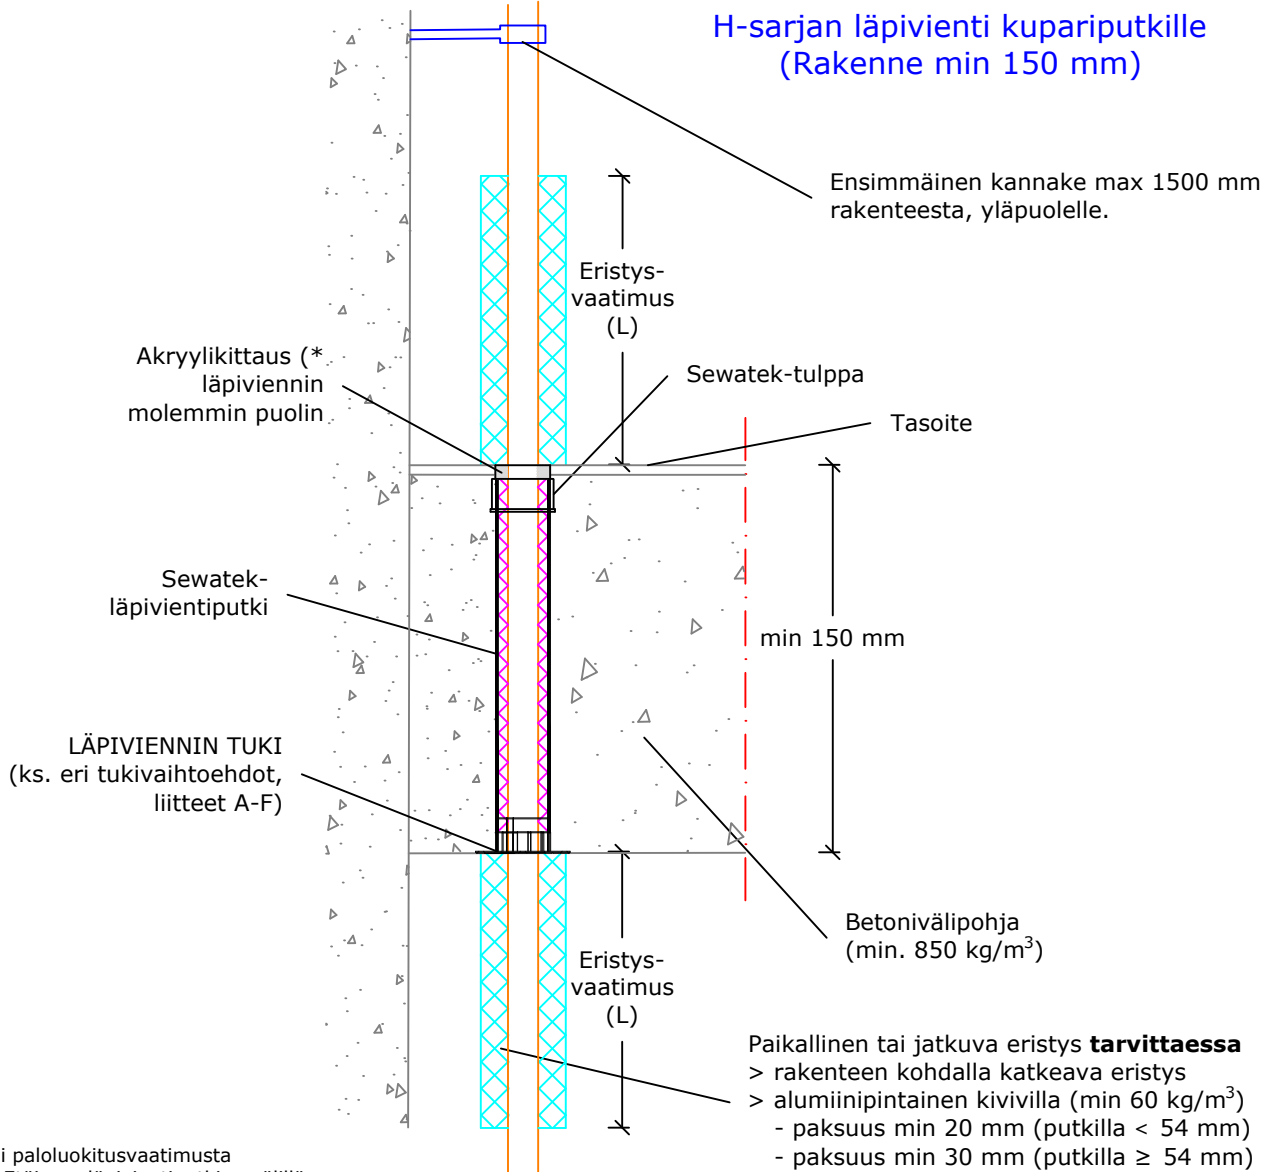 H-sarjan läpivienti kupariputkille
(Rakenne min 150 mm)
Ensimmäinen kannake max 1500 mm
rakenteesta, yläpuolelle.
Eristys-
vaatimus
(L)
Akryylikittaus (*
läpiviennin
molemmin puolin
Sewatek-tulppa
Tasoite
Sewatek-
läpivientiputki
min 150 mm
LÄPIVIENNIN TUKI
(ks. eri tukivaihtoehdot,
liitteet A-F)
Betonivälipohja
(min. 850 kg/m³)
Eristys-
vaatimus
(L)
Paikallinen tai jatkuva eristys tarvittaessa
> rakenteen kohdalla katkeava eristys
> alumiinipintainen kivivilla (min 60 kg/m³)
- paksuus min 20 mm (putkilla < 54 mm)
- paksuus min 30 mm (putkilla ≥ 54 mm)
i paloluokitusvaatimusta